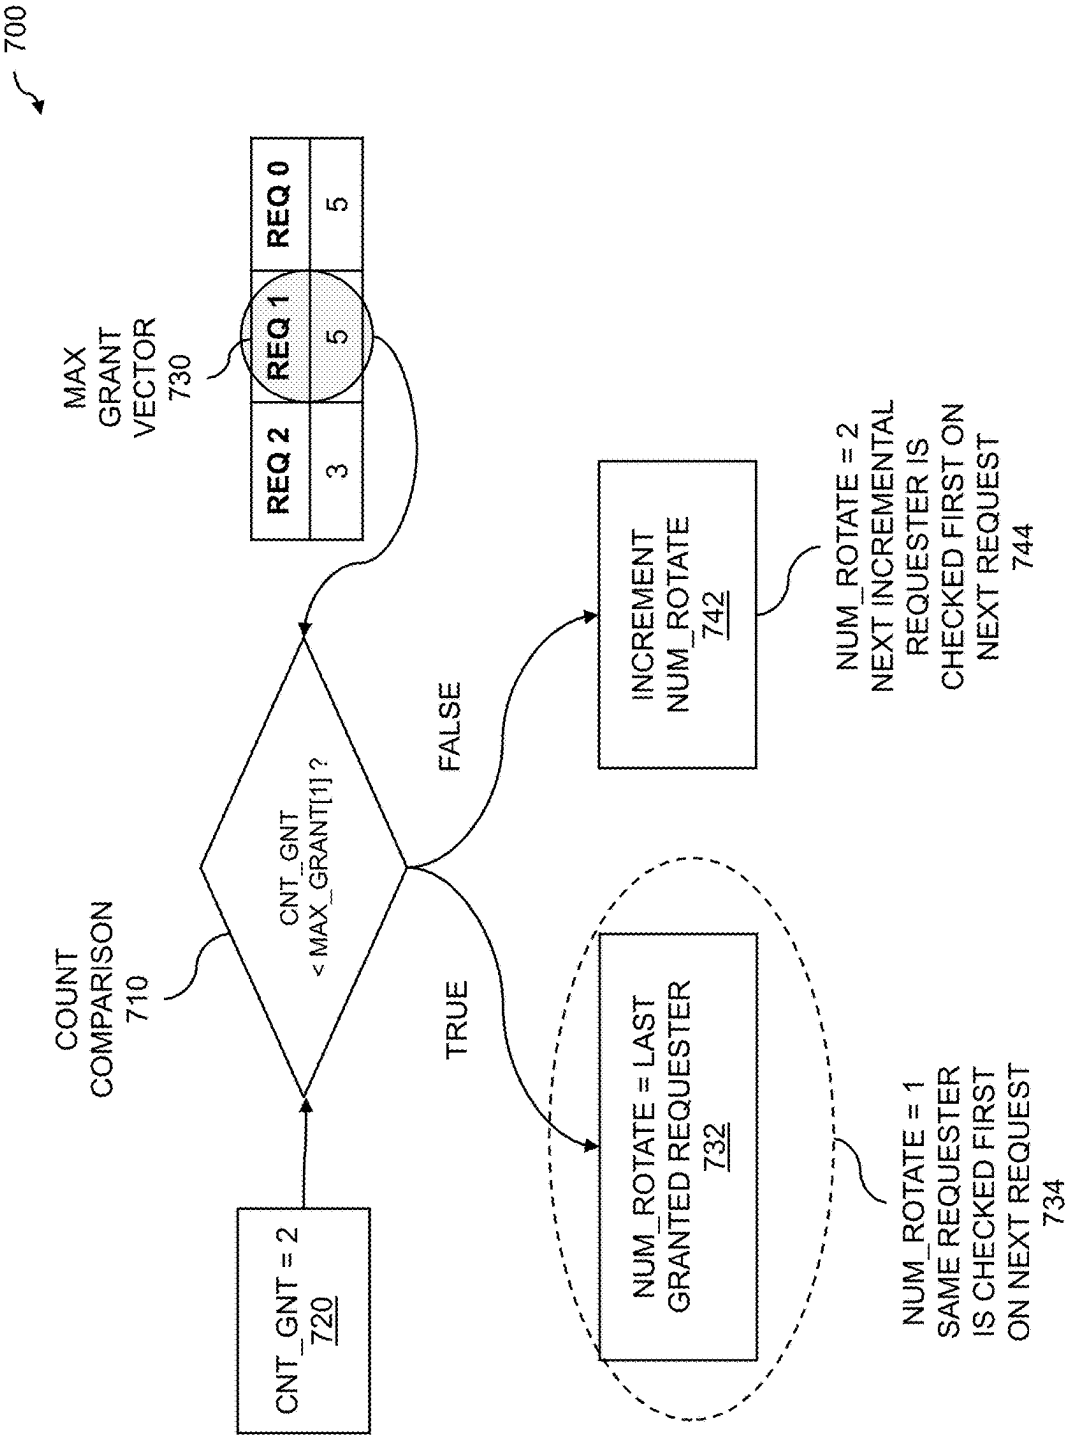 700
MAX
GRANT
VECTOR
730
REQ 2 REQ 1 REQ 0
3 5 5
COUNT
COMPARISON
710
CNT_GNT = 2
720
CNT_GNT
< MAX_GRANT[1] ?
TRUE
FALSE
NUM_ROTATE = LAST
GRANTED REQUESTER
732
INCREMENT
NUM_ROTATE
742
NUM_ROTATE = 1
SAME REQUESTER
IS CHECKED FIRST
ON NEXT REQUEST
734
NUM_ROTATE = 2
NEXT INCREMENTAL
REQUESTER IS
CHECKED FIRST ON
NEXT REQUEST
744